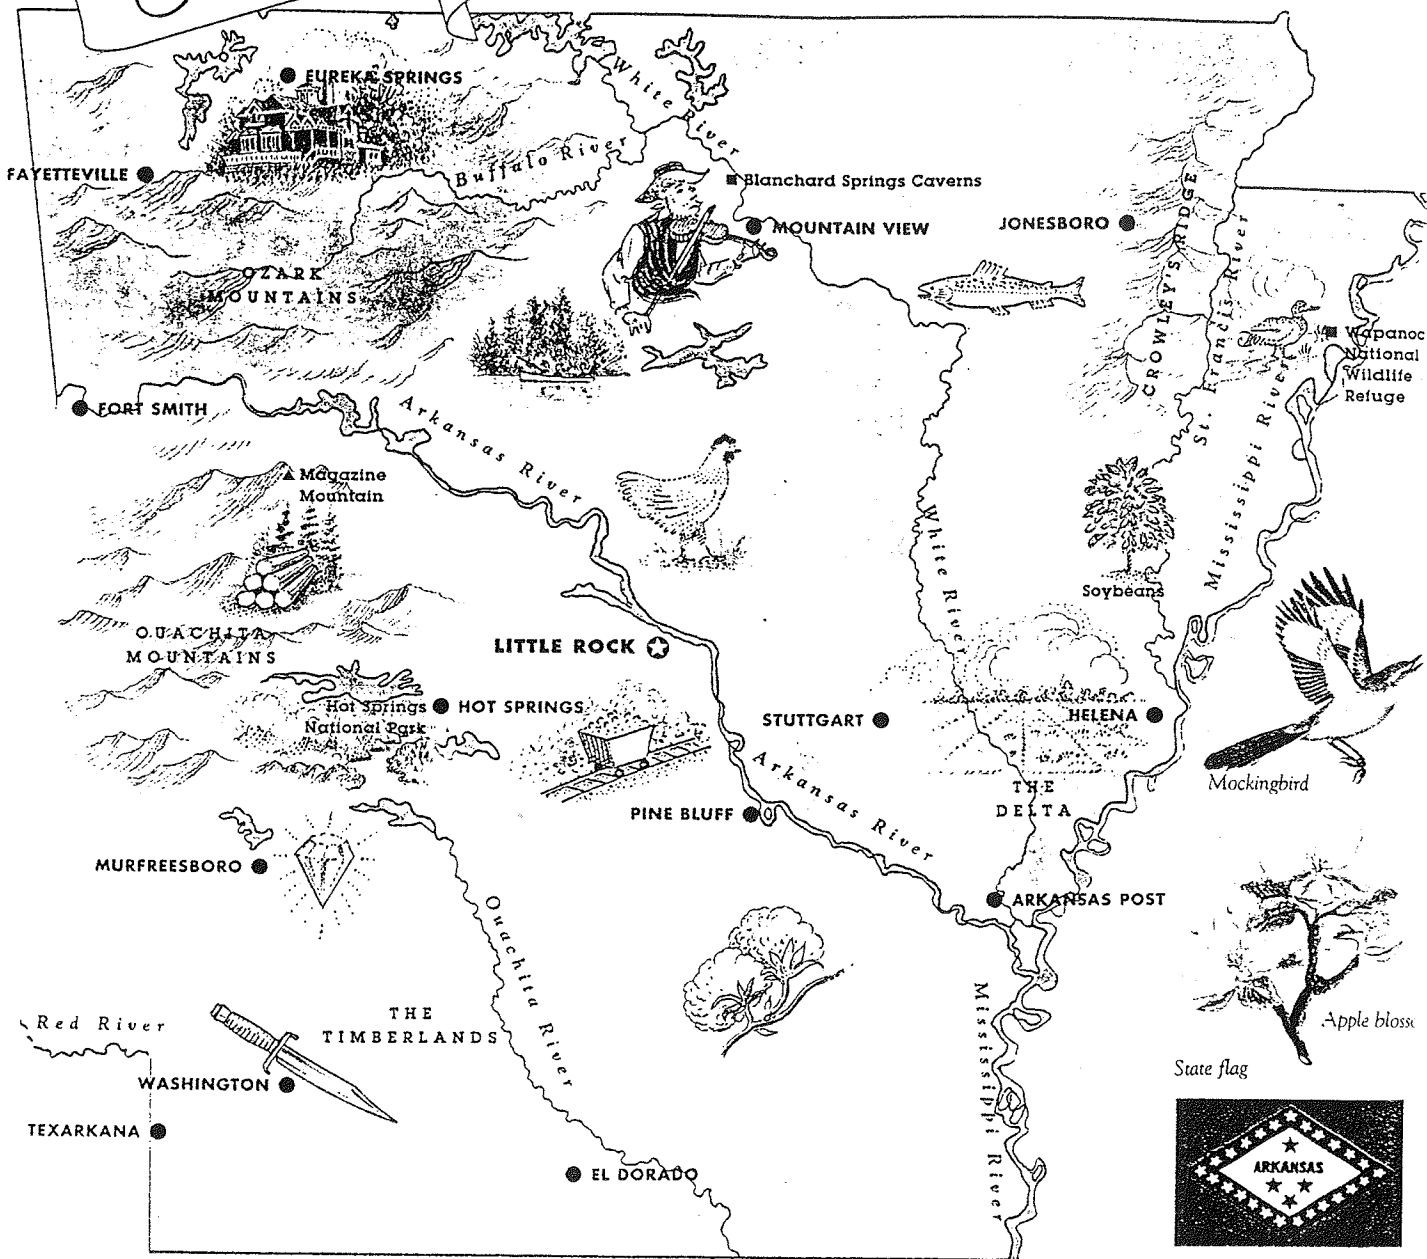 EUREKA SPRINGS
White River
FAYETTEVILLE
Buffalo River
Blanchard Springs Caverns
MOUNTAIN VIEW
JONESBORO
CROWLEY'S RIDGE
St. Francis River
OZARK
MOUNTAINS
Wapanoc
National
Wildlife
Refuge
FORT SMITH
Arkansas River
Magazine
Mountain
White River
Mississippi River
Soybeans
OUACHITA
MOUNTAINS
LITTLE ROCK
Hot Springs
National Park
HOT SPRINGS
STUTTGART
HELENA
Mockingbird
THE
DELTA
Arkansas River
PINE BLUFF
MURFREESBORO
ARKANSAS POST
Ouachita River
Mississippi River
Apple blosso
Red River
THE
TIMBERLANDS
WASHINGTON
State flag
TEXARKANA
ARKANSAS
EL DORADO